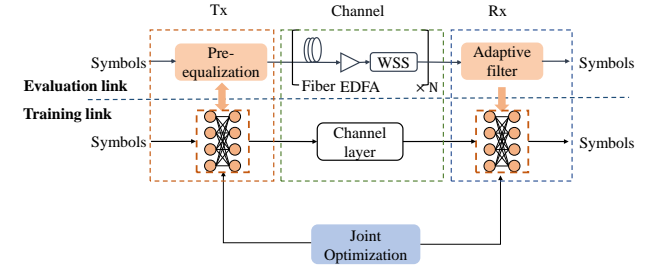 Tx
Channel
Rx
Symbols
Pre-
equalization
WSS
Adaptive
filter
Symbols
Fiber EDFA
×N
Evaluation link
Training link
Symbols
Channel
layer
Symbols
Joint
Optimization